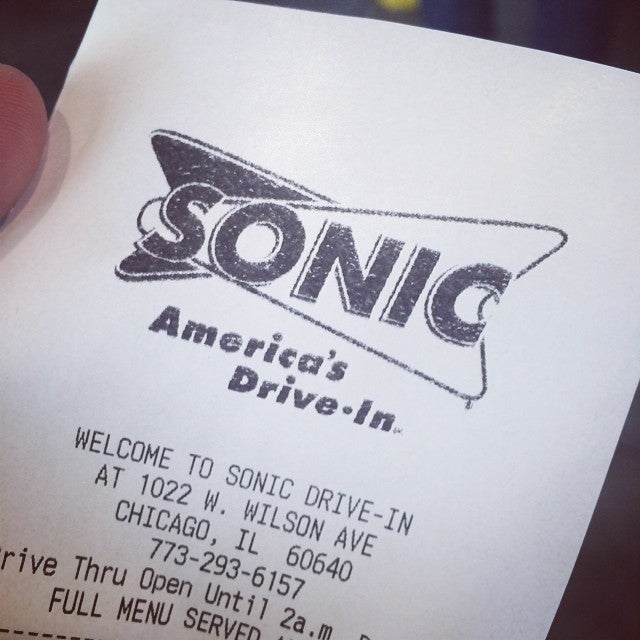 SONIC
America's
Drive-In
WELCOME TO SONIC DRIVE-IN
AT 1022 W. WILSON AVE
CHICAGO, IL 60640
773-293-6157
Drive Thru Open Until 2a.m.
FULL MENU SERVED